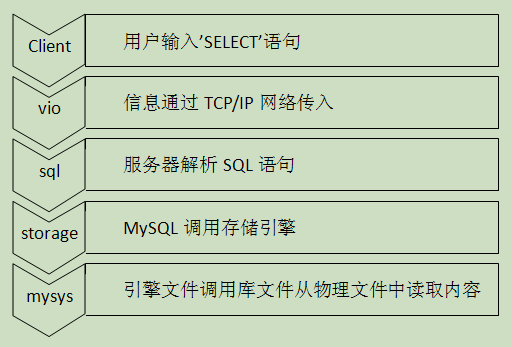 Client
用户输入’SELECT’语句
vio
信息通过 TCP/IP 网络传入
sql
服务器解析 SQL 语句
storage
MySQL 调用存储引擎
mysys
引擎文件调用库文件从物理文件中读取内容